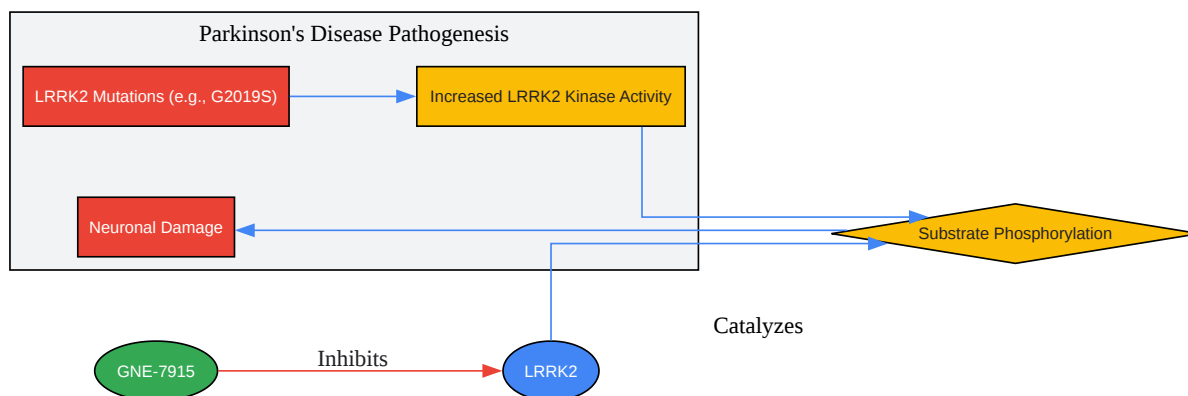 Parkinson's Disease Pathogenesis
LRRK2 Mutations (e.g., G2019S)
Increased LRRK2 Kinase Activity
Neuronal Damage
Substrate Phosphorylation
Catalyzes
Inhibits
GNE-7915
LRRK2